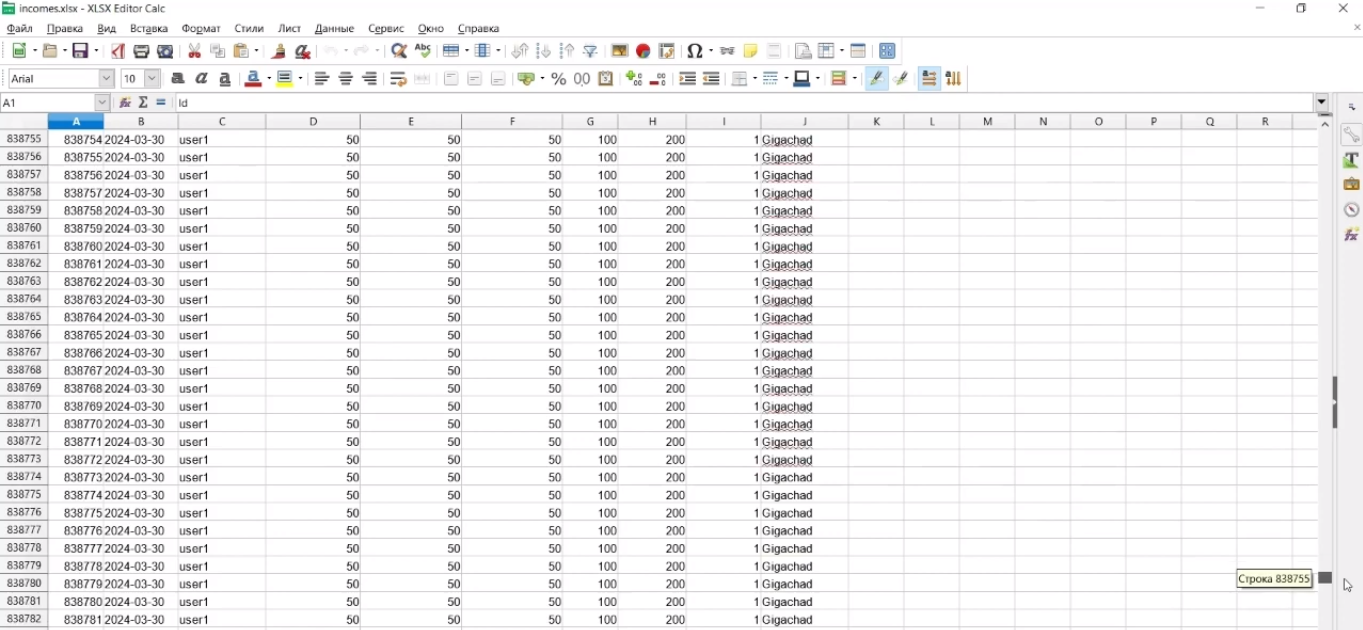 incomes.xlsx - XLSX Editor Calc
Файл Правка Вид Вставка Формат Стили Лист Данные Сервис Окно Справка
Arial 10
A1 Id
A B C D E F G H I J K L M N O P Q R
838755 838754 2024-03-30 user1 50 50 50 100 200 1 Gigachad
838756 838755 2024-03-30 user1 50 50 50 100 200 1 Gigachad
838757 838756 2024-03-30 user1 50 50 50 100 200 1 Gigachad
838758 838757 2024-03-30 user1 50 50 50 100 200 1 Gigachad
838759 838758 2024-03-30 user1 50 50 50 100 200 1 Gigachad
838760 838759 2024-03-30 user1 50 50 50 100 200 1 Gigachad
838761 838760 2024-03-30 user1 50 50 50 100 200 1 Gigachad
838762 838761 2024-03-30 user1 50 50 50 100 200 1 Gigachad
838763 838762 2024-03-30 user1 50 50 50 100 200 1 Gigachad
838764 838763 2024-03-30 user1 50 50 50 100 200 1 Gigachad
838765 838764 2024-03-30 user1 50 50 50 100 200 1 Gigachad
838766 838765 2024-03-30 user1 50 50 50 100 200 1 Gigachad
838767 838766 2024-03-30 user1 50 50 50 100 200 1 Gigachad
838768 838767 2024-03-30 user1 50 50 50 100 200 1 Gigachad
838769 838768 2024-03-30 user1 50 50 50 100 200 1 Gigachad
838770 838769 2024-03-30 user1 50 50 50 100 200 1 Gigachad
838771 838770 2024-03-30 user1 50 50 50 100 200 1 Gigachad
838772 838771 2024-03-30 user1 50 50 50 100 200 1 Gigachad
838773 838772 2024-03-30 user1 50 50 50 100 200 1 Gigachad
838774 838773 2024-03-30 user1 50 50 50 100 200 1 Gigachad
838775 838774 2024-03-30 user1 50 50 50 100 200 1 Gigachad
838776 838775 2024-03-30 user1 50 50 50 100 200 1 Gigachad
838777 838776 2024-03-30 user1 50 50 50 100 200 1 Gigachad
838778 838777 2024-03-30 user1 50 50 50 100 200 1 Gigachad
838779 838778 2024-03-30 user1 50 50 50 100 200 1 Gigachad
838780 838779 2024-03-30 user1 50 50 50 100 200 1 Gigachad Строка 838755
838781 838780 2024-03-30 user1 50 50 50 100 200 1 Gigachad
838782 838781 2024-03-30 user1 50 50 50 100 200 1 Gigachad